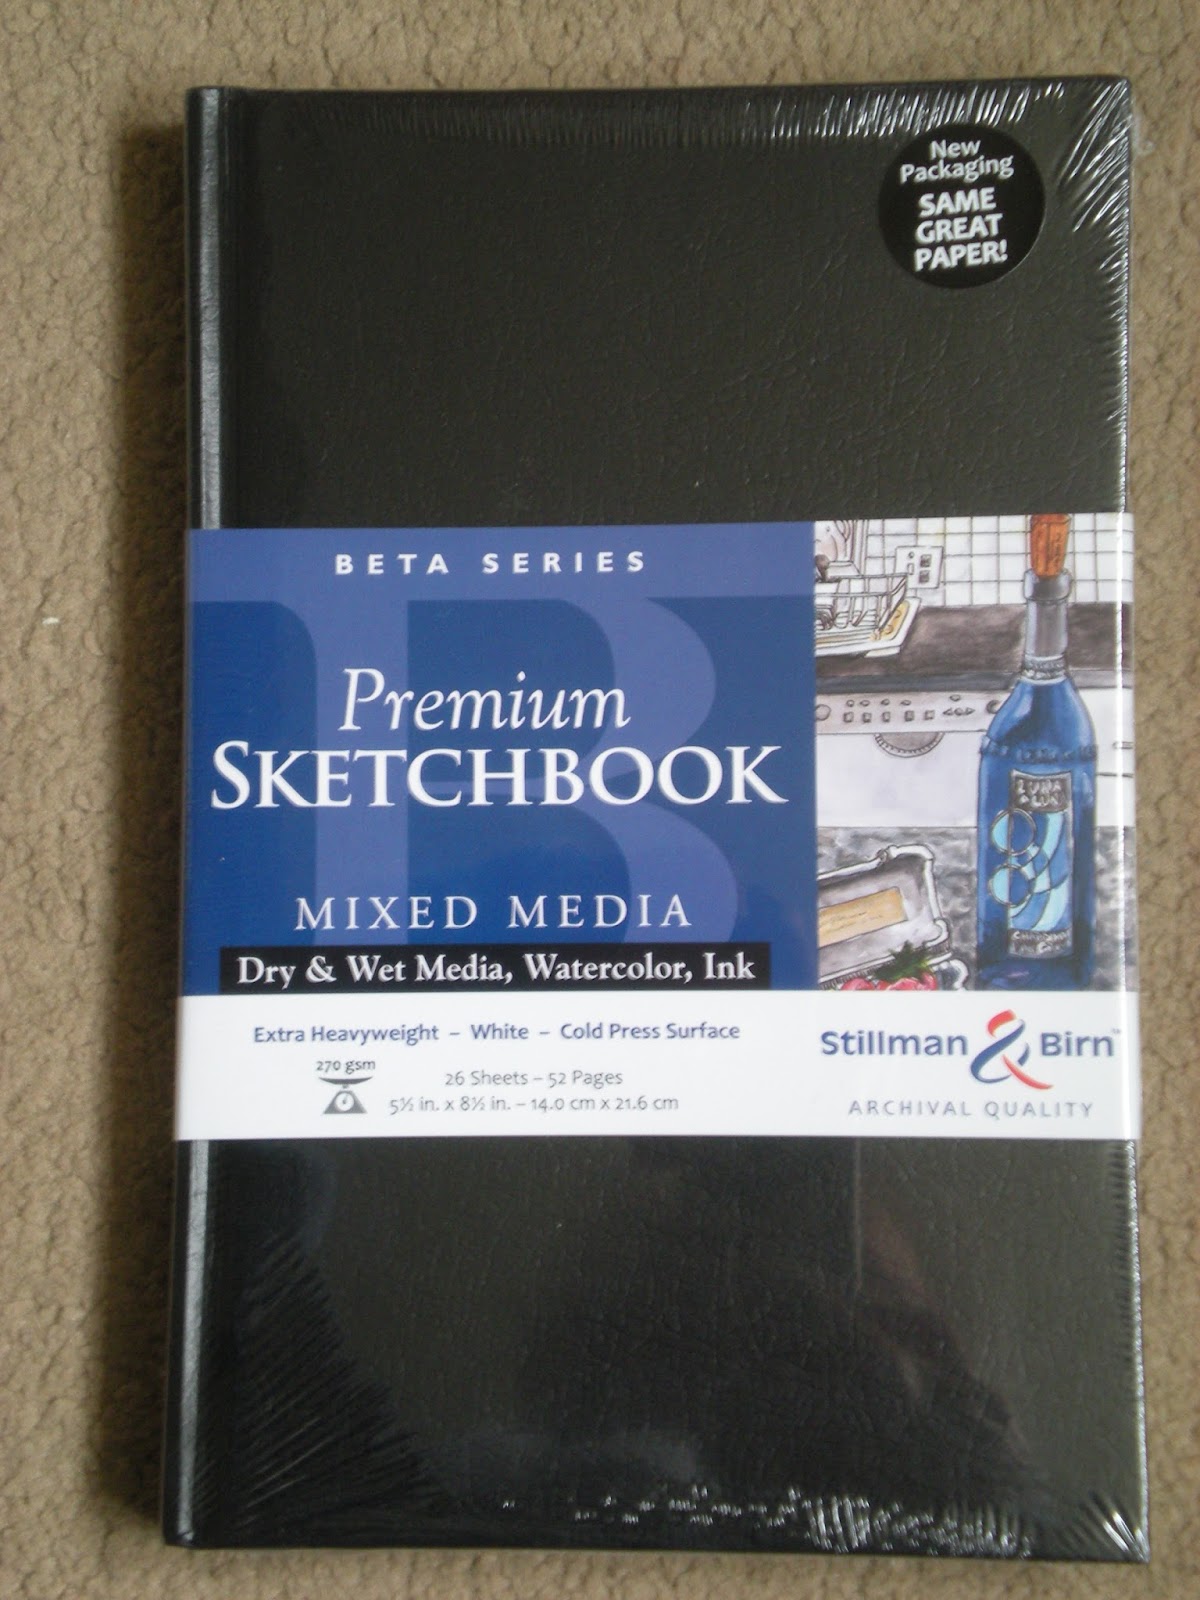 New
Packaging
SAME
GREAT
PAPER!
BETA SERIES
Premium
SKETCHBOOK
MIXED MEDIA
Dry & Wet Media, Watercolor, Ink
Extra Heavyweight – White – Cold Press Surface
270 gsm
26 Sheets – 52 Pages
5½ in. x 8½ in. – 14.0 cm x 21.6 cm
Stillman & Birn™
ARCHIVAL QUALITY